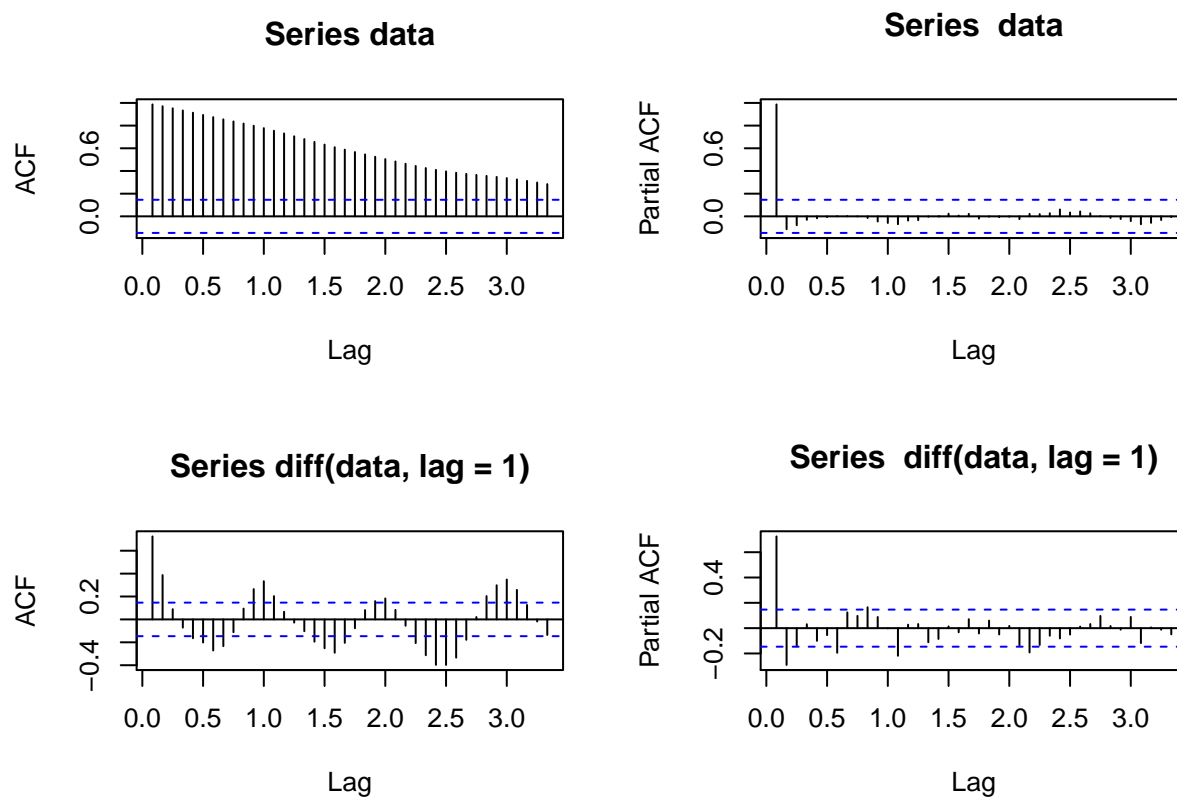 Series data
ACF
0.0 0.6
0.0 0.5 1.0 1.5 2.0 2.5 3.0
Lag
Series  data
Partial ACF
0.0 0.6
0.0 0.5 1.0 1.5 2.0 2.5 3.0
Lag
Series diff(data, lag = 1)
ACF
−0.4 0.2
0.0 0.5 1.0 1.5 2.0 2.5 3.0
Lag
Series  diff(data, lag = 1)
Partial ACF
−0.2 0.4
0.0 0.5 1.0 1.5 2.0 2.5 3.0
Lag